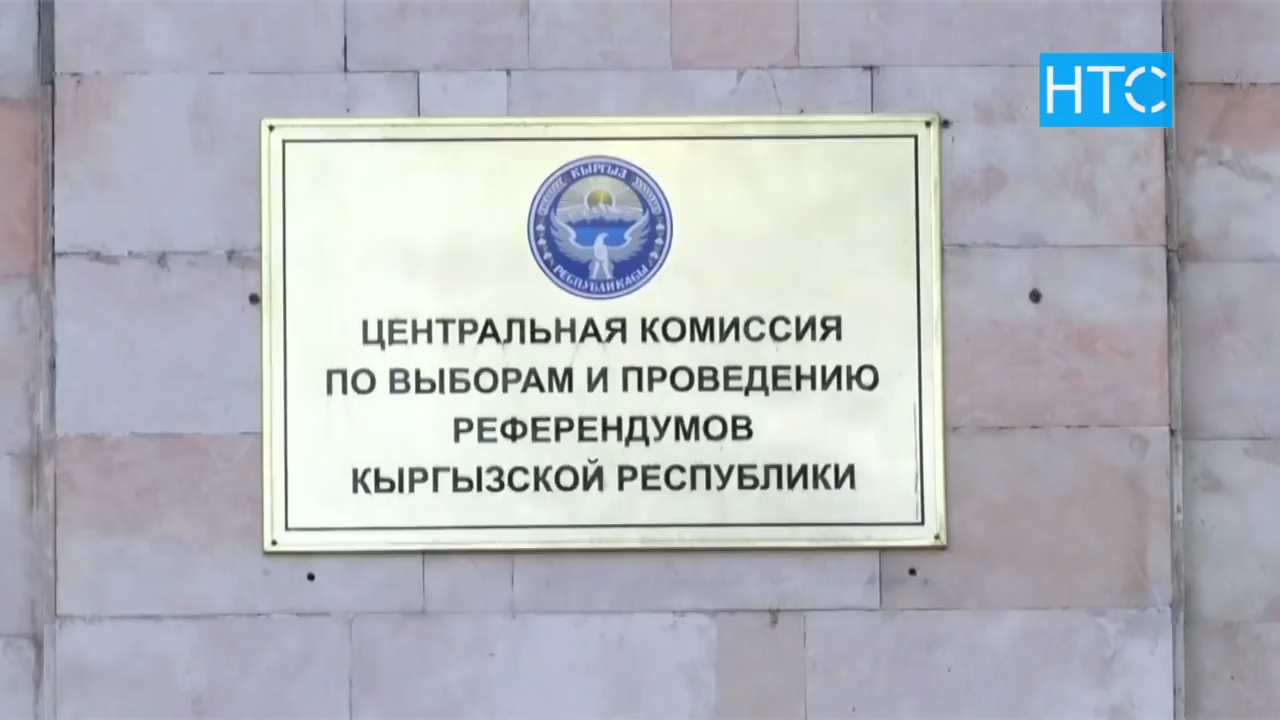 НТС
КЫРГЫЗ
РЕСПУБЛИКАСЫ
ЦЕНТРАЛЬНАЯ КОМИССИЯ
ПО ВЫБОРАМ И ПРОВЕДЕНИЮ
РЕФЕРЕНДУМОВ
КЫРГЫЗСКОЙ РЕСПУБЛИКИ